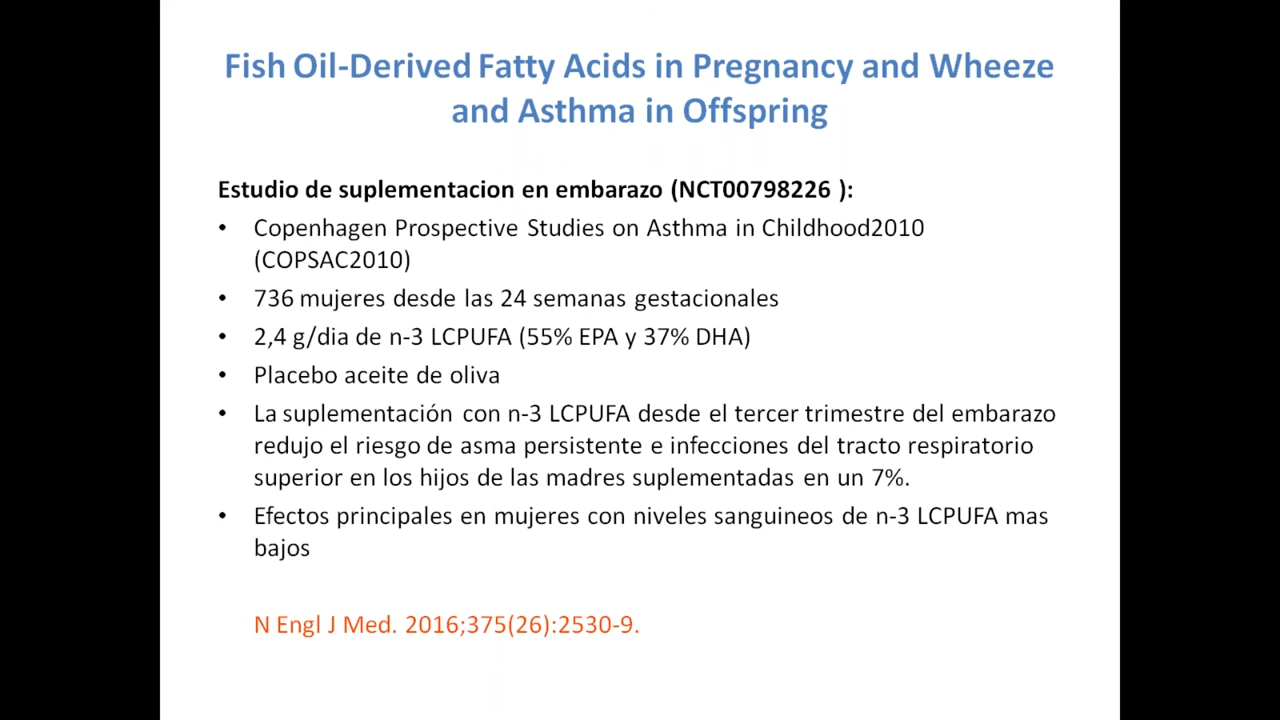 Fish Oil-Derived Fatty Acids in Pregnancy and Wheeze
and Asthma in Offspring
Estudio de suplementacion en embarazo (NCT00798226 ):
• Copenhagen Prospective Studies on Asthma in Childhood2010
(COPSAC2010)
• 736 mujeres desde las 24 semanas gestacionales
• 2,4 g/dia de n-3 LCPUFA (55% EPA y 37% DHA)
• Placebo aceite de oliva
• La suplementación con n-3 LCPUFA desde el tercer trimestre del embarazo
redujo el riesgo de asma persistente e infecciones del tracto respiratorio
superior en los hijos de las madres suplementadas en un 7%.
• Efectos principales en mujeres con niveles sanguineos de n-3 LCPUFA mas
bajos
N Engl J Med. 2016;375(26):2530-9.